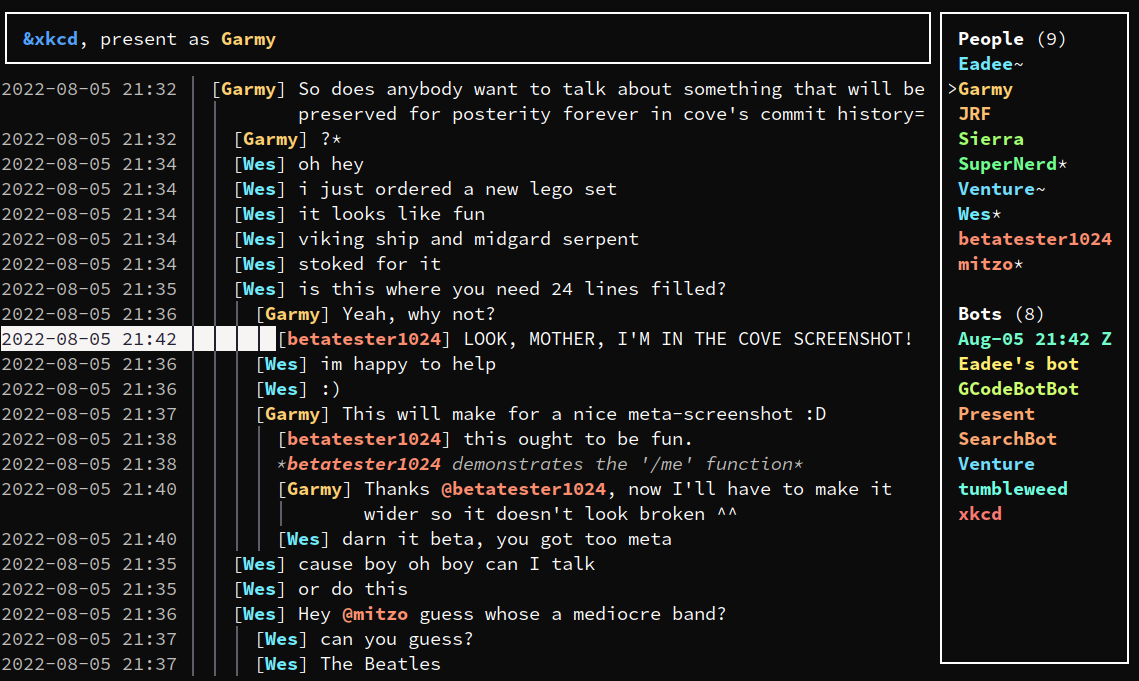 &xkcd, present as Garmy
2022-08-05 21:32 [Garmy] So does anybody want to talk about something that will be
preserved for posterity forever in cove's commit history=
2022-08-05 21:32 [Garmy] ?*
2022-08-05 21:34 [Wes] oh hey
2022-08-05 21:34 [Wes] i just ordered a new lego set
2022-08-05 21:34 [Wes] it looks like fun
2022-08-05 21:34 [Wes] viking ship and midgard serpent
2022-08-05 21:34 [Wes] stoked for it
2022-08-05 21:35 [Wes] is this where you need 24 lines filled?
2022-08-05 21:36 [Garmy] Yeah, why not?
2022-08-05 21:42 [betatester1024] LOOK, MOTHER, I'M IN THE COVE SCREENSHOT!
2022-08-05 21:36 [Wes] im happy to help
2022-08-05 21:36 [Wes] :)
2022-08-05 21:37 [Garmy] This will make for a nice meta-screenshot :D
2022-08-05 21:38 [betatester1024] this ought to be fun.
2022-08-05 21:38 *betatester1024 demonstrates the '/me' function*
2022-08-05 21:40 [Garmy] Thanks @betatester1024, now I'll have to make it
wider so it doesn't look broken ^^
2022-08-05 21:40 [Wes] darn it beta, you got too meta
2022-08-05 21:35 [Wes] cause boy oh boy can I talk
2022-08-05 21:35 [Wes] or do this
2022-08-05 21:36 [Wes] Hey @mitzo guess whose a mediocre band?
2022-08-05 21:37 [Wes] can you guess?
2022-08-05 21:37 [Wes] The Beatles
People (9)
Eadee~
>Garmy
JRF
Sierra
SuperNerd*
Venture~
Wes*
betatester1024
mitzo*
Bots (8)
Aug-05 21:42 Z
Eadee's bot
GCodeBotBot
Present
SearchBot
Venture
tumbleweed
xkcd